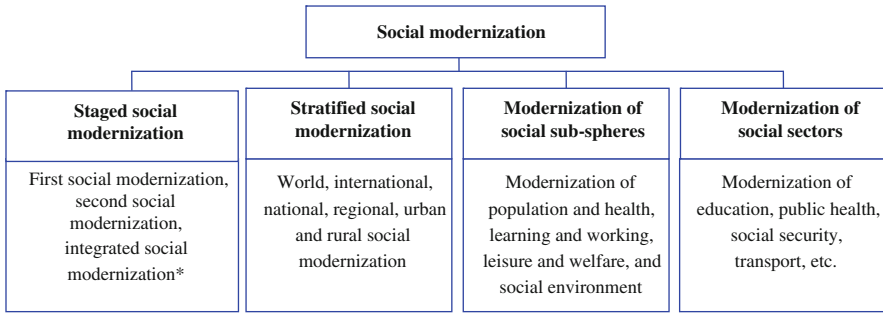 Social modernization
Staged social
modernization
First social modernization,
second social
modernization,
integrated social
modernization*
Stratified social
modernization
World, international,
national, regional, urban
and rural social
modernization
Modernization of
social sub-spheres
Modernization of
population and health,
learning and working,
leisure and welfare, and
social environment
Modernization of
social sectors
Modernization of
education, public health,
social security,
transport, etc.